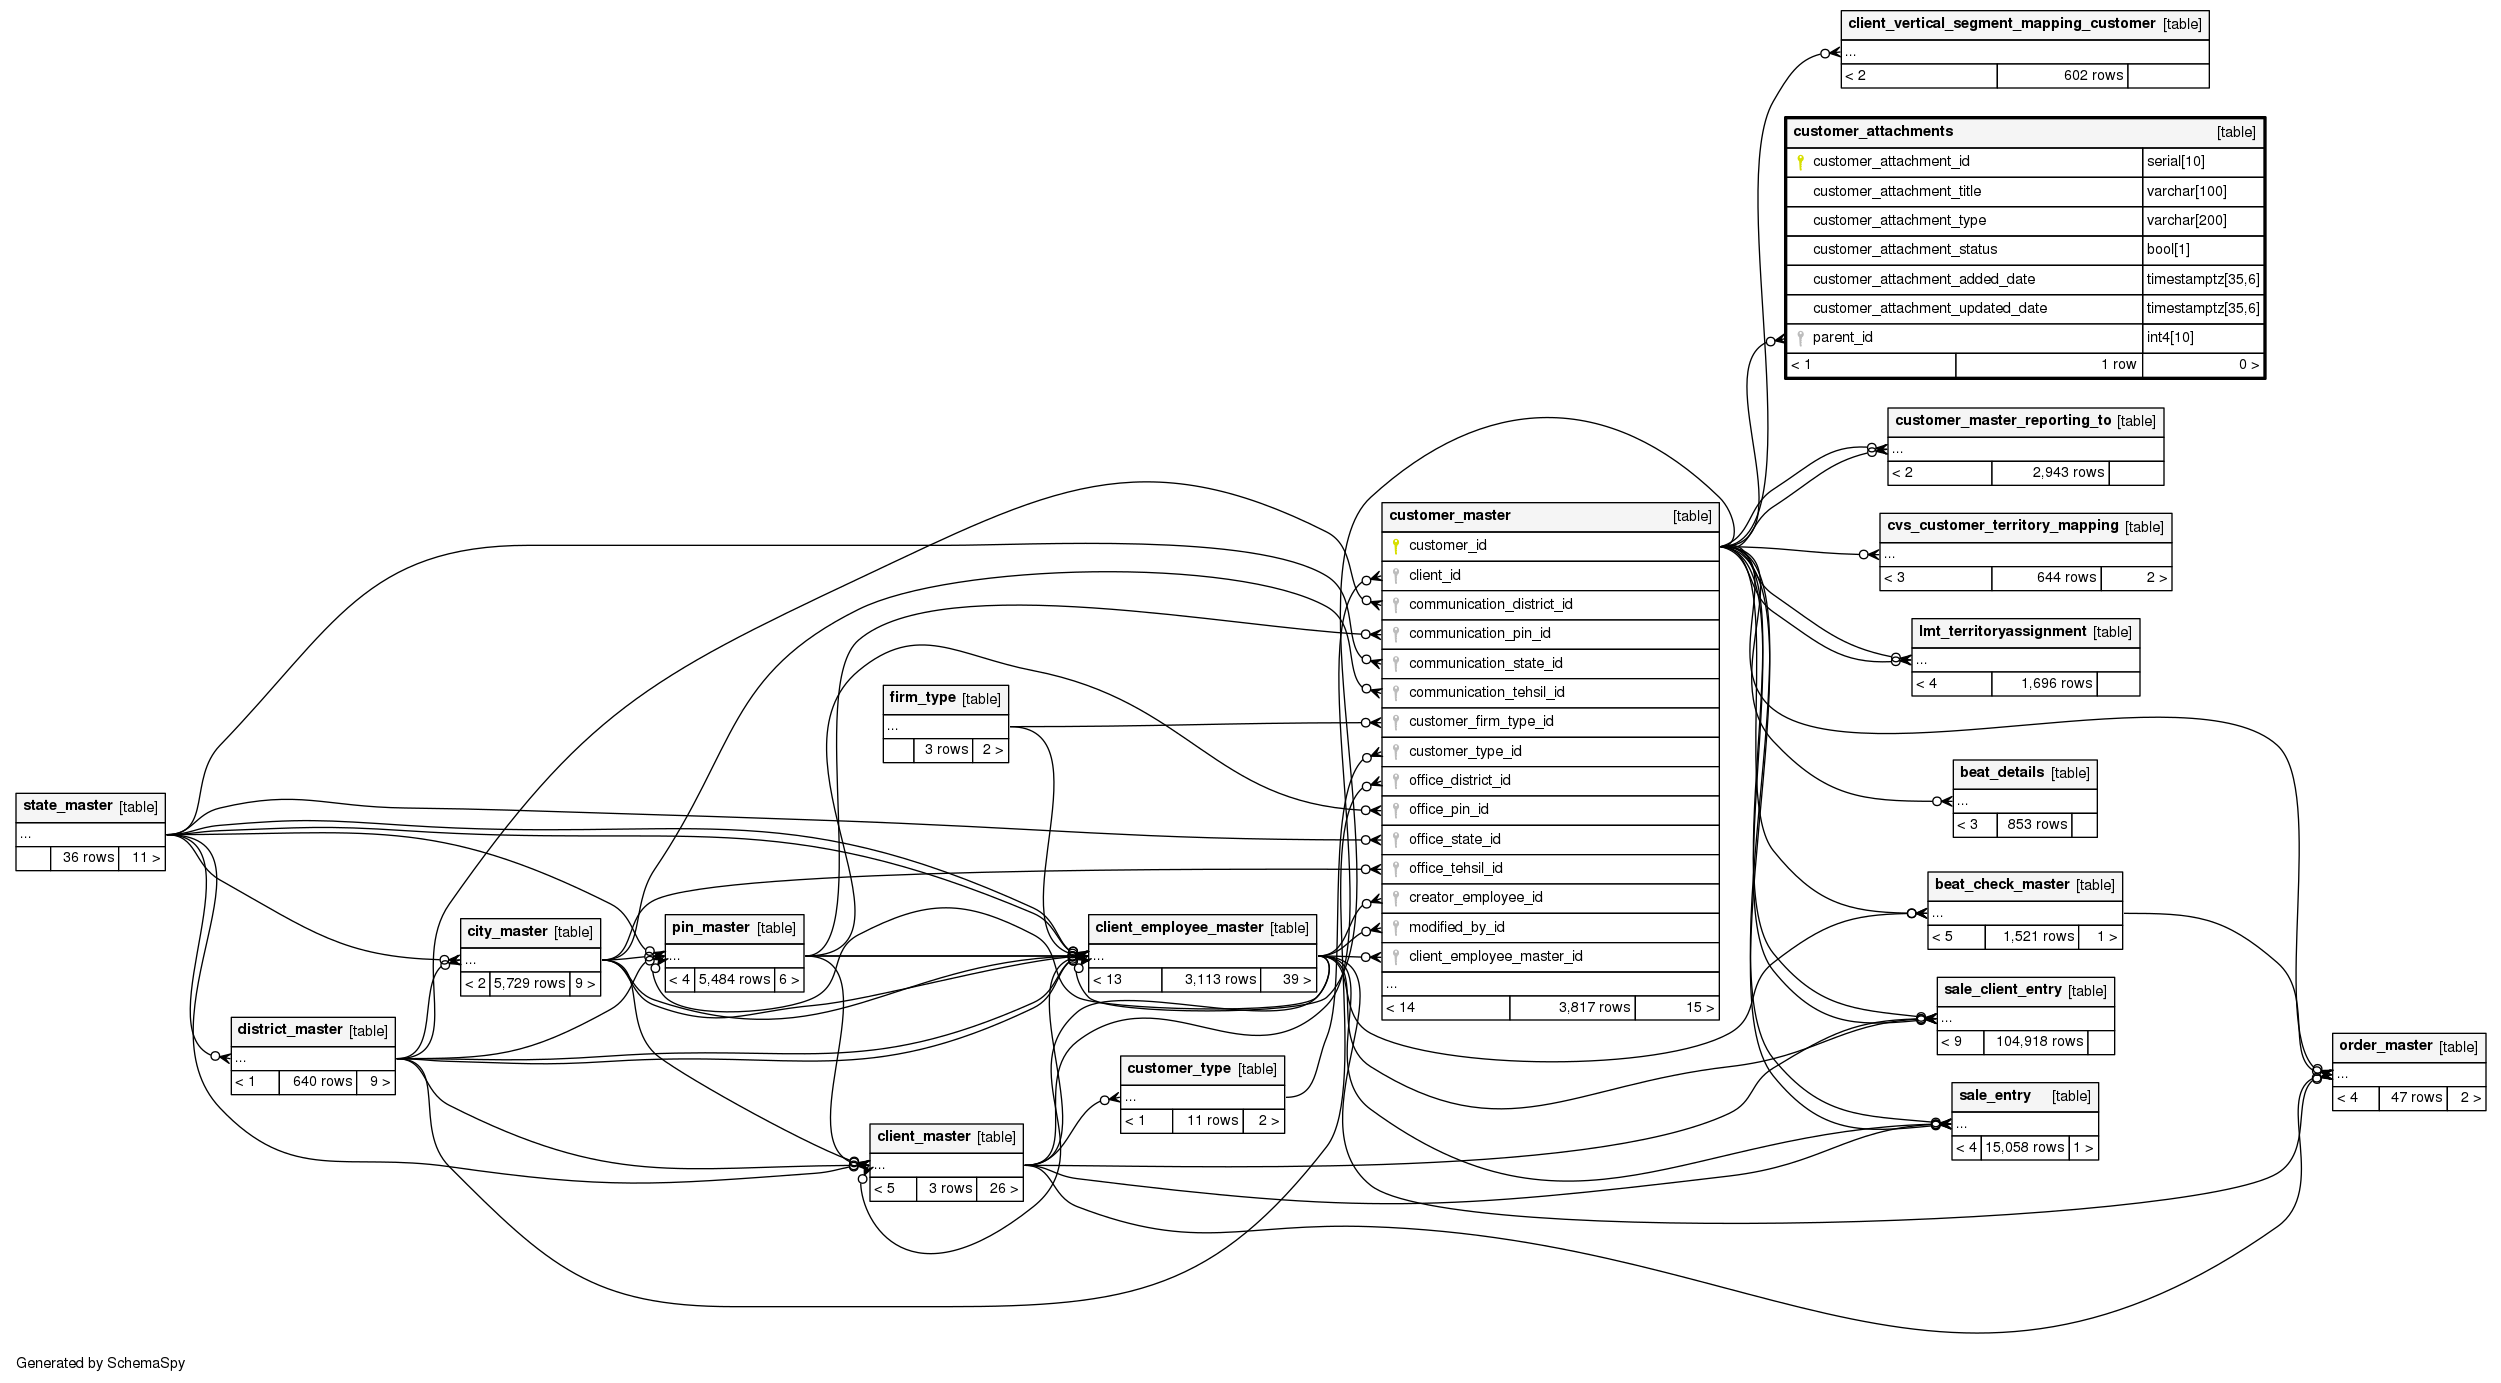 client_vertical_segment_mapping_customer [table]
...
< 2 602 rows
customer_attachments [table]
customer_attachment_id serial[10]
customer_attachment_title varchar[100]
customer_attachment_type varchar[200]
customer_attachment_status bool[1]
customer_attachment_added_date timestamptz[35,6]
customer_attachment_updated_date timestamptz[35,6]
parent_id int4[10]
< 1 1 row 0 >
customer_master_reporting_to [table]
...
< 2 2,943 rows
customer_master [table]
customer_id
client_id
communication_district_id
communication_pin_id
communication_state_id
communication_tehsil_id
customer_firm_type_id
customer_type_id
office_district_id
office_pin_id
office_state_id
office_tehsil_id
creator_employee_id
modified_by_id
client_employee_master_id
...
< 14 3,817 rows 15 >
cvs_customer_territory_mapping [table]
...
< 3 644 rows 2 >
lmt_territoryassignment [table]
...
< 4 1,696 rows
firm_type [table]
...
3 rows 2 >
beat_details [table]
...
< 3 853 rows
state_master [table]
...
36 rows 11 >
beat_check_master [table]
...
< 5 1,521 rows 1 >
city_master [table]
...
< 2 5,729 rows 9 >
pin_master [table]
...
< 4 5,484 rows 6 >
client_employee_master [table]
...
< 13 3,113 rows 39 >
sale_client_entry [table]
...
< 9 104,918 rows
district_master [table]
...
< 1 640 rows 9 >
order_master [table]
...
< 4 47 rows 2 >
customer_type [table]
...
< 1 11 rows 2 >
sale_entry [table]
...
< 4 15,058 rows 1 >
client_master [table]
...
< 5 3 rows 26 >
Generated by SchemaSpy